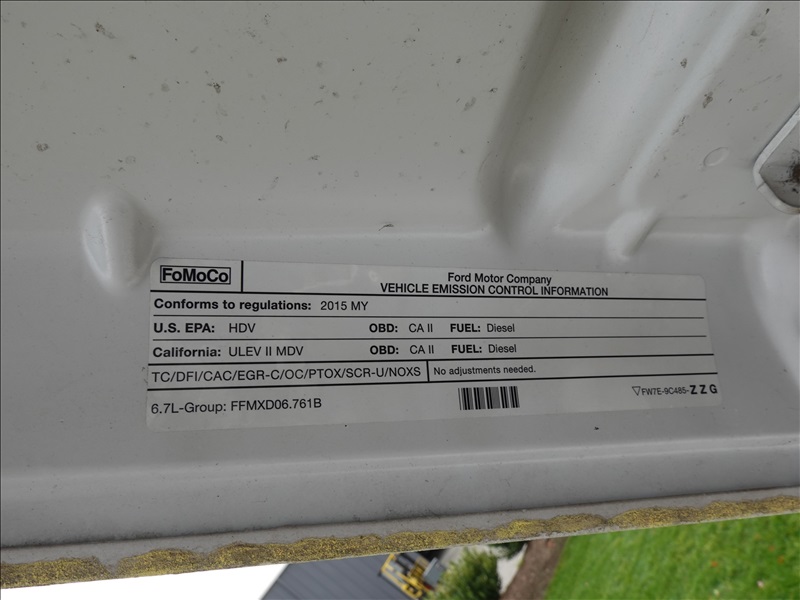 FoMoCo
Ford Motor Company
VEHICLE EMISSION CONTROL INFORMATION
Conforms to regulations: 2015 MY
U.S. EPA: HDV OBD: CA II FUEL: Diesel
California: ULEV II MDV OBD: CA II FUEL: Diesel
TC/DFI/CAC/EGR-C/OC/PTOX/SCR-U/NOXS No adjustments needed.
6.7L-Group: FFMXD06.761B
▽FW7E-9C485-ZZG